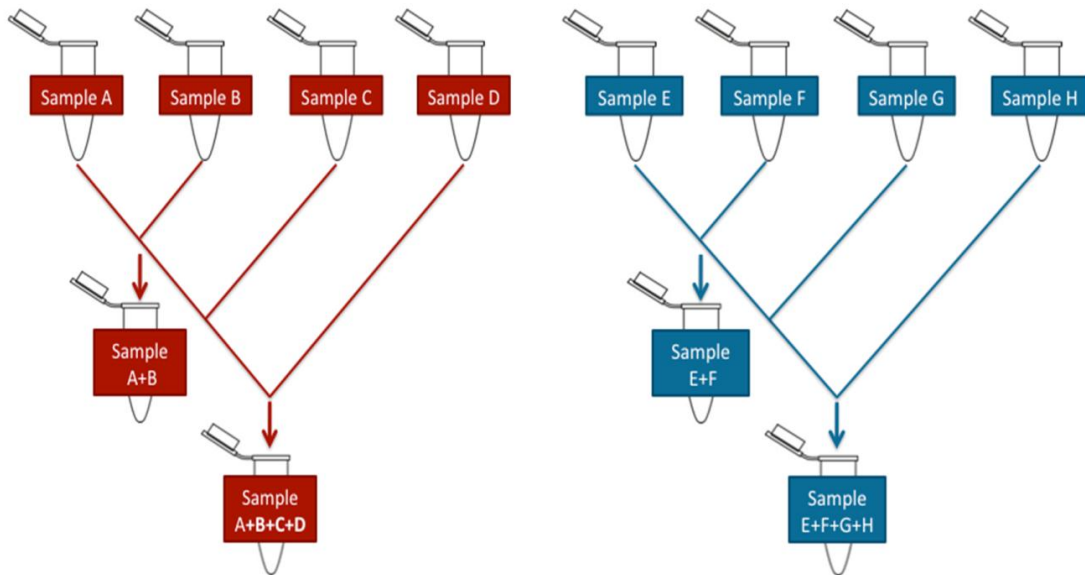 Sample A
Sample B
Sample C
Sample D
Sample E
Sample F
Sample G
Sample H
Sample
A+B
Sample
E+F
Sample
A+B+C+D
Sample
E+F+G+H